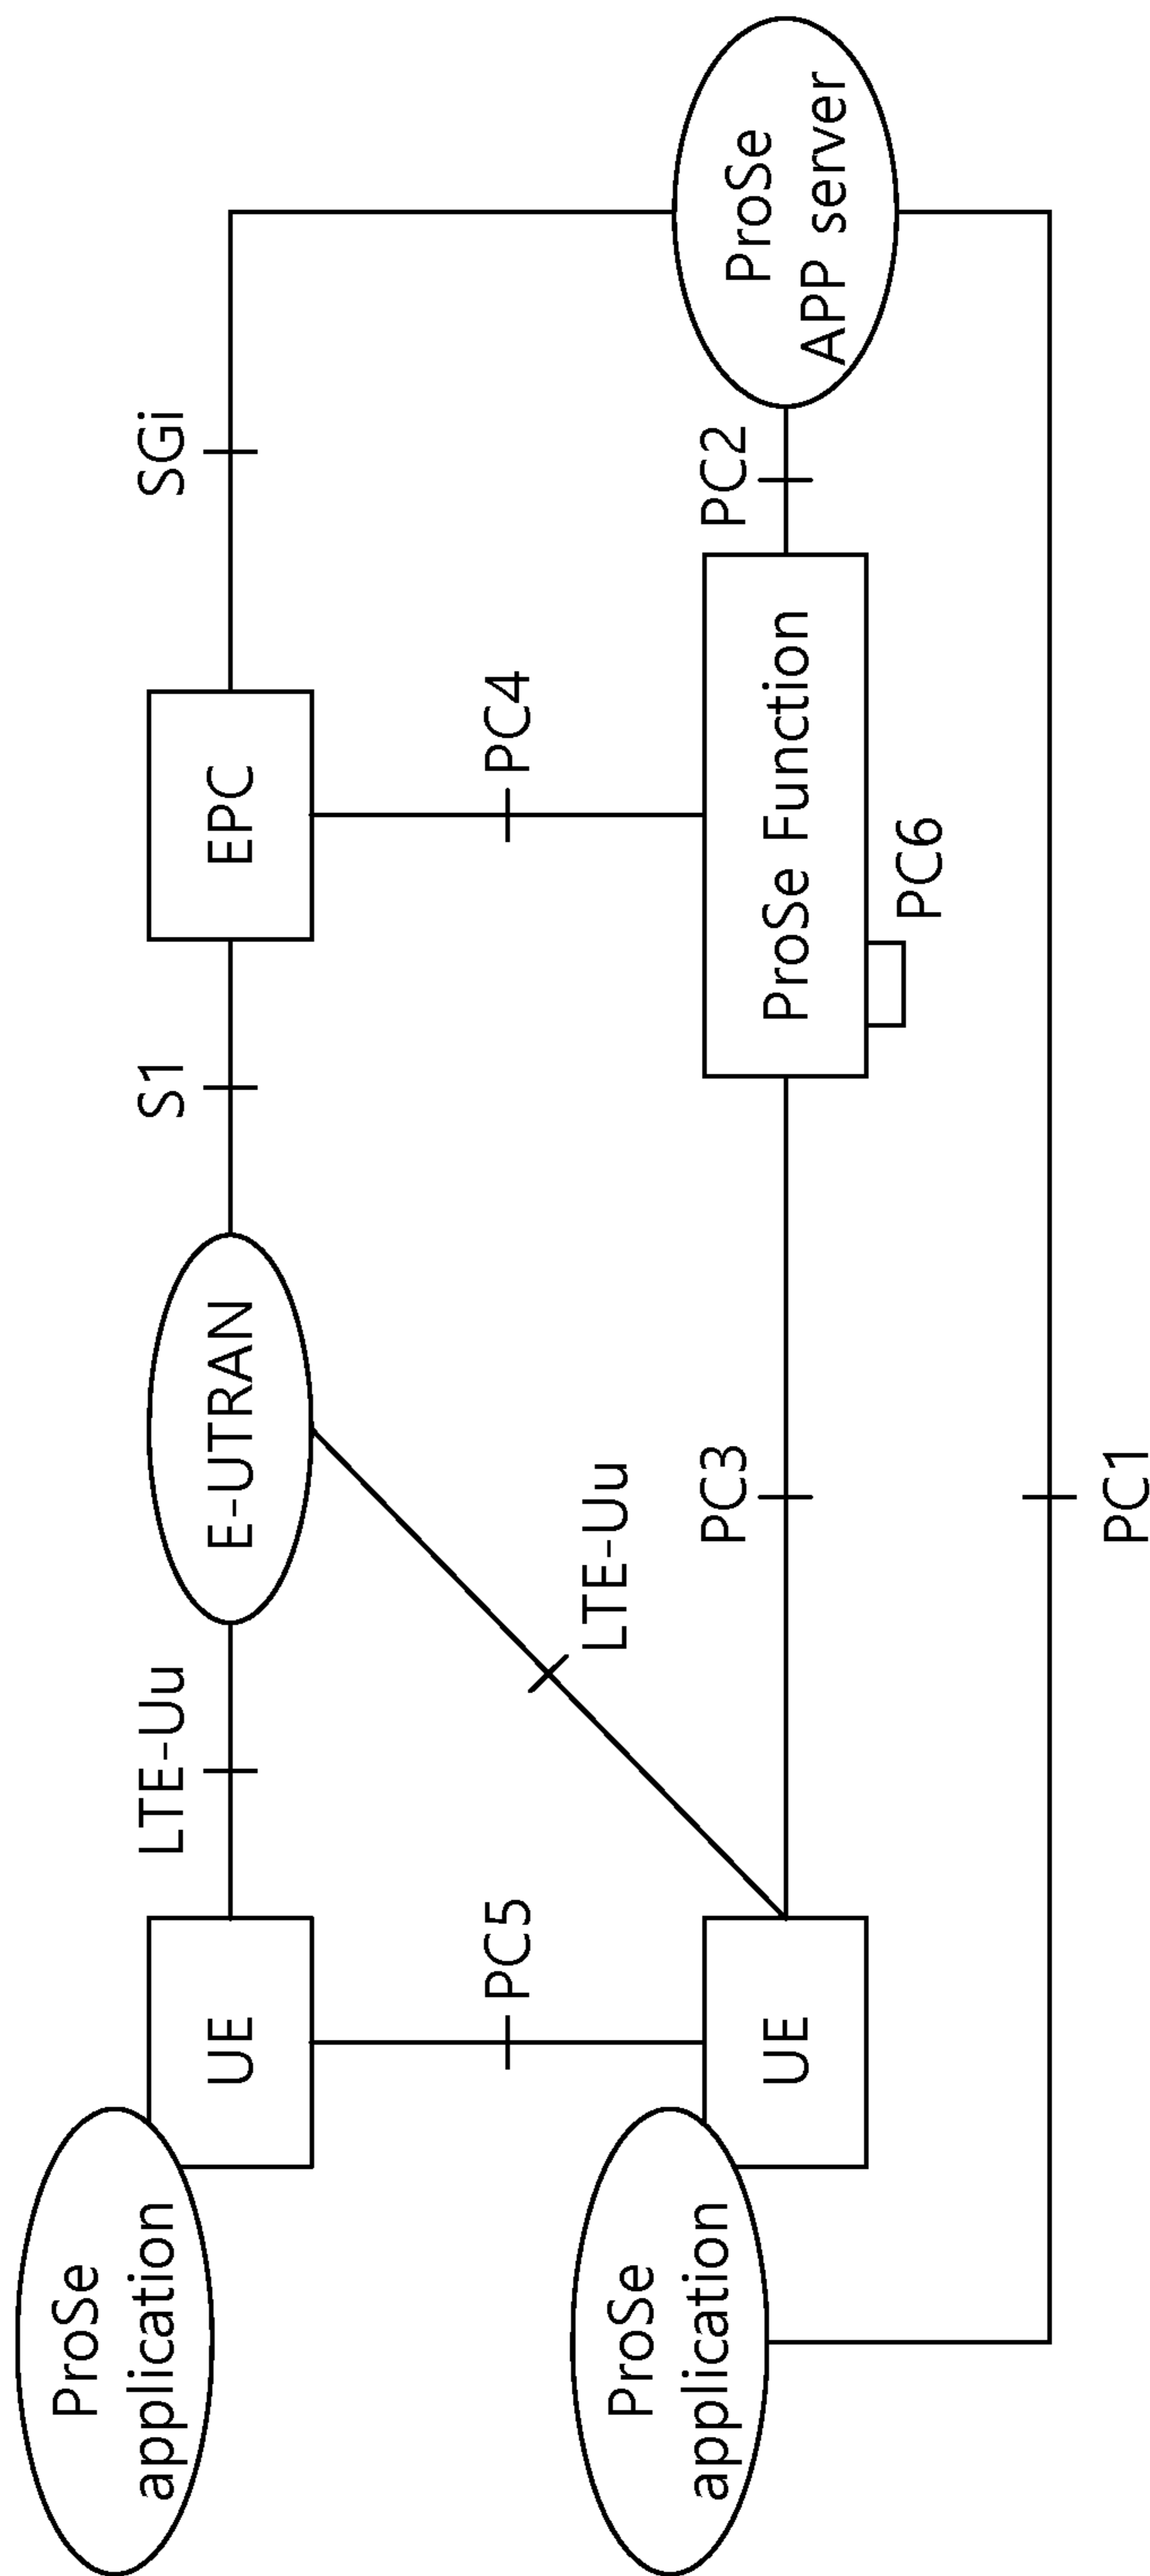 ProSe
application
UE
LTE-Uu
E-UTRAN
S1
EPC
SGi
PC5
LTE-Uu
PC4
ProSe
application
UE
PC3
ProSe Function
PC2
ProSe
APP server
PC6
PC1